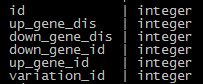 id | integer
up_gene_dis | integer
down_gene_dis | integer
down_gene_id | integer
up_gene_id | integer
variation_id | integer